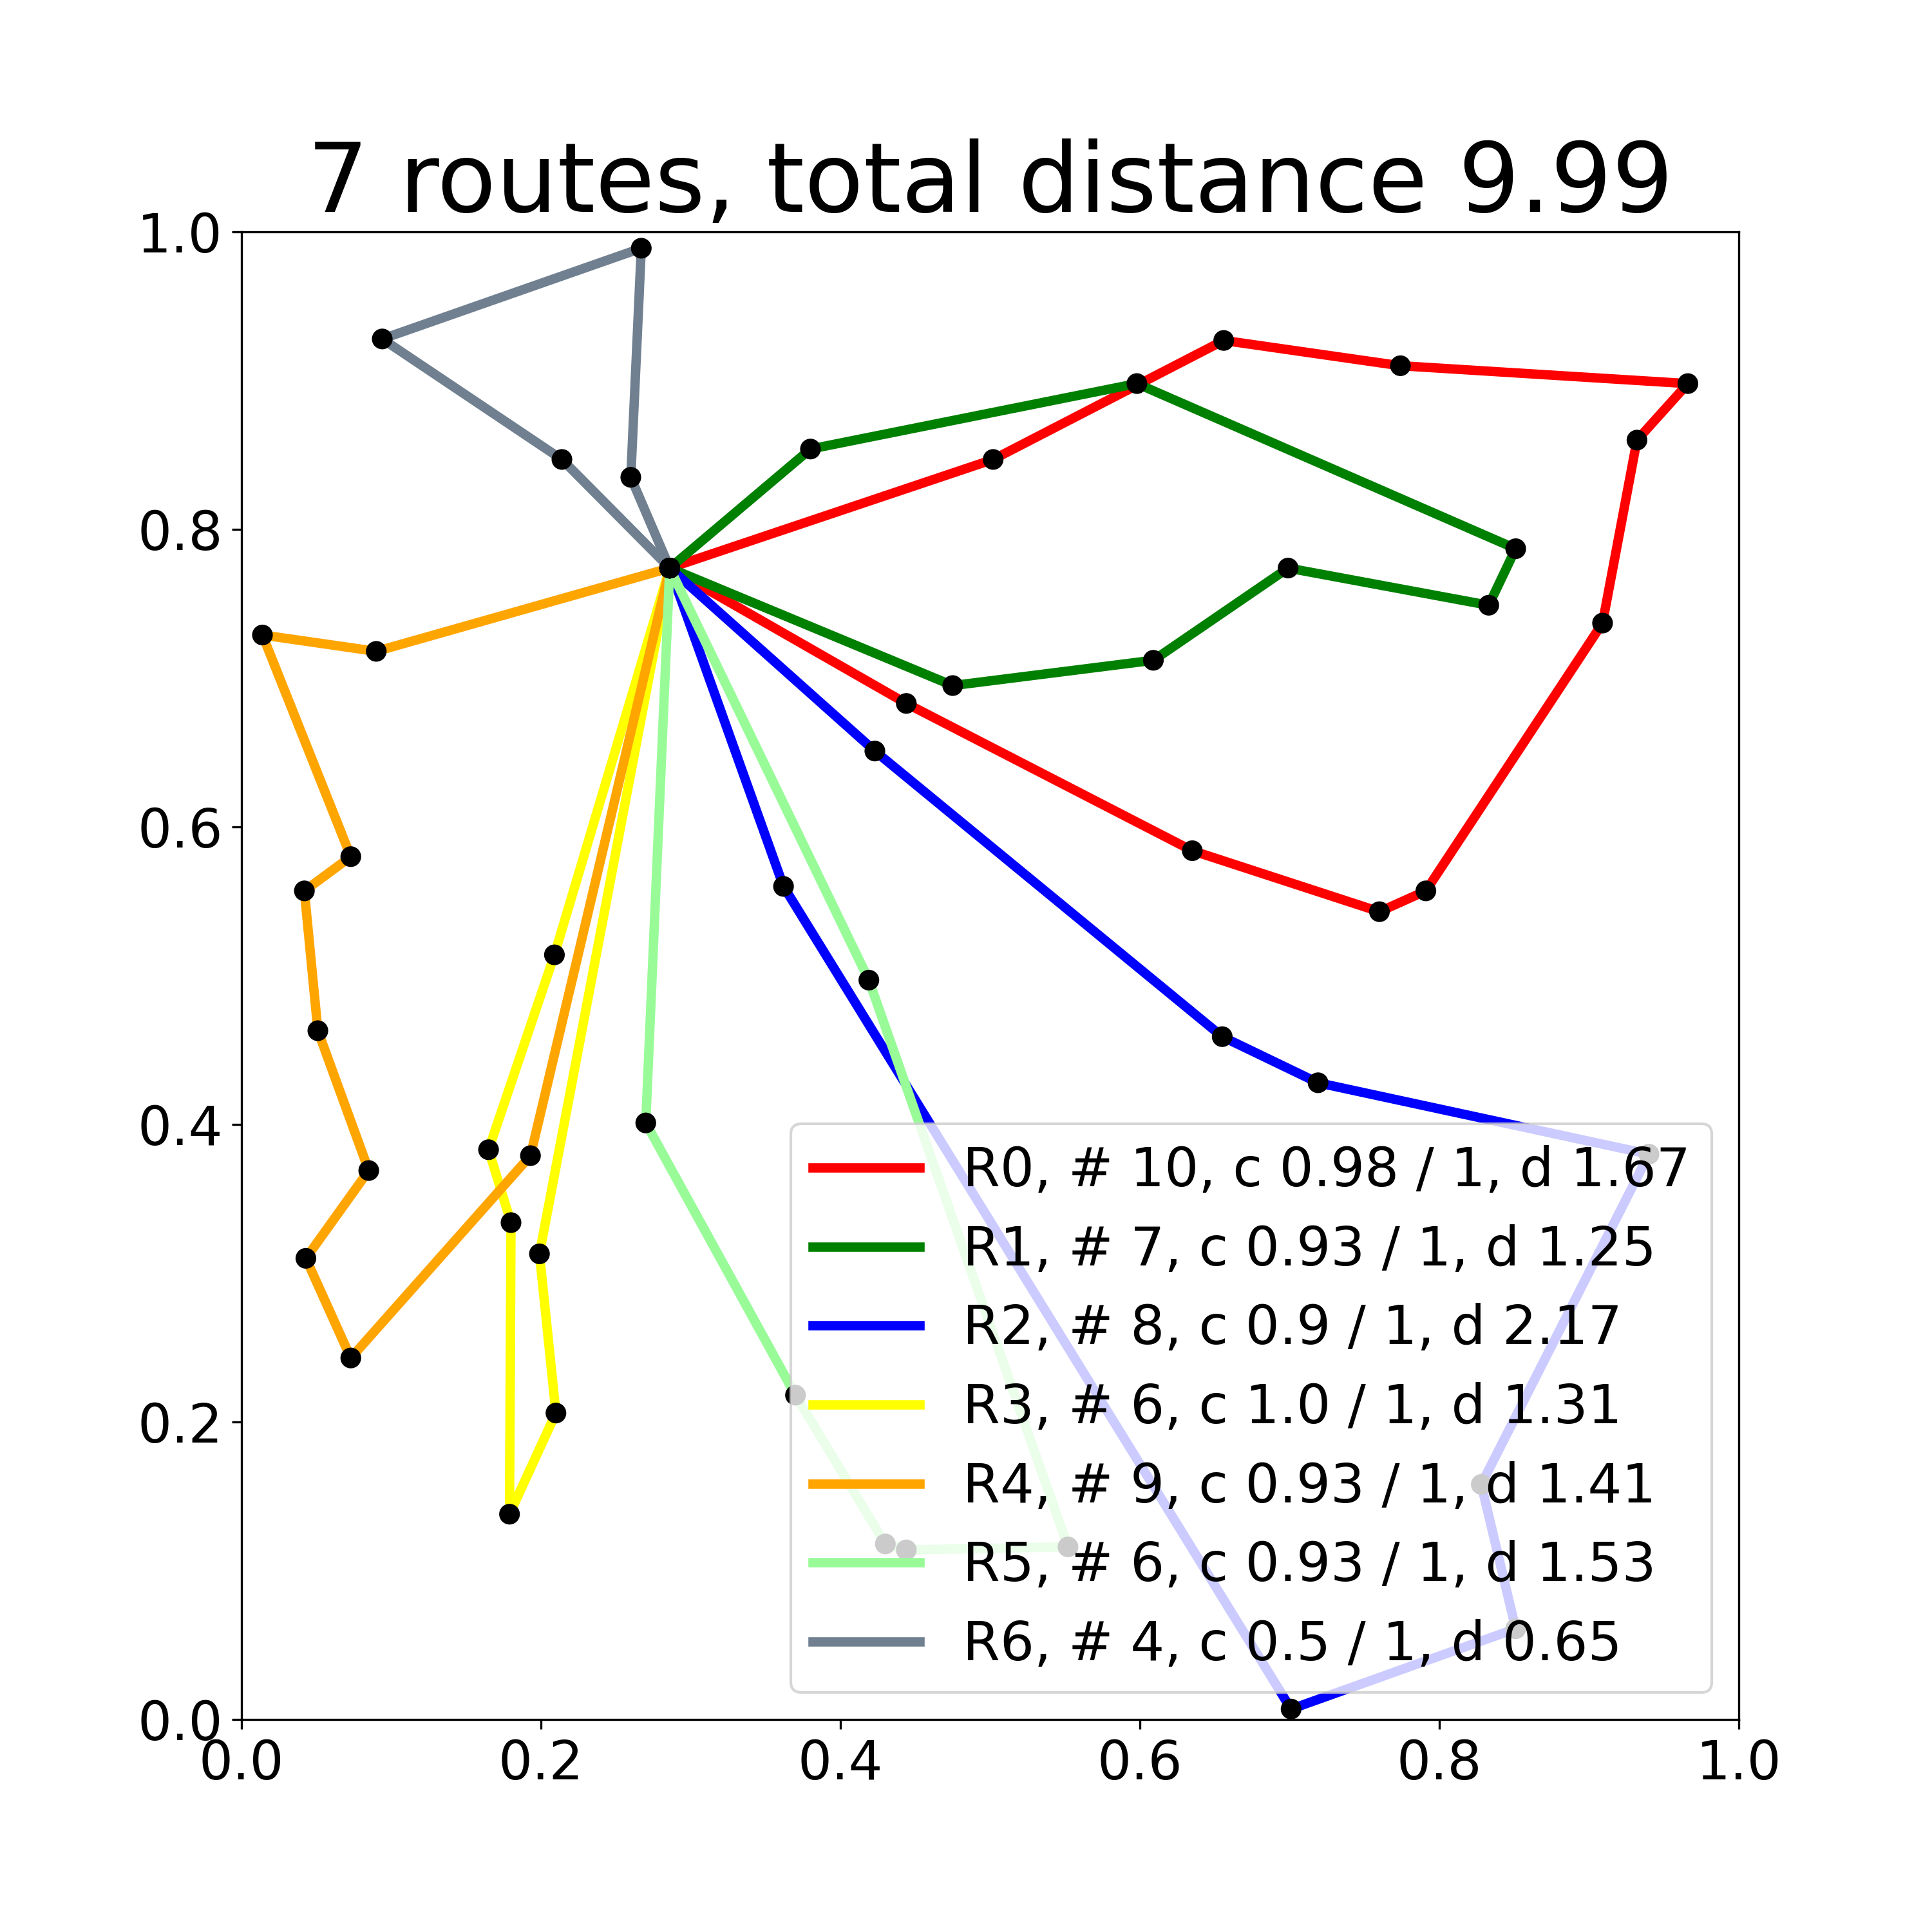 7 routes, total distance 9.99
1.0
0.8
0.6
0.4
0.2
0.0
R0, # 10, c 0.98 / 1, d 1.67
R1, # 7, c 0.93 / 1, d 1.25
R2, # 8, c 0.9 / 1, d 2.17
R3, # 6, c 1.0 / 1, d 1.31
R4, # 9, c 0.93 / 1, d 1.41
R5, # 6, c 0.93 / 1, d 1.53
R6, # 4, c 0.5 / 1, d 0.65
0.0 0.2 0.4 0.6 0.8 1.0